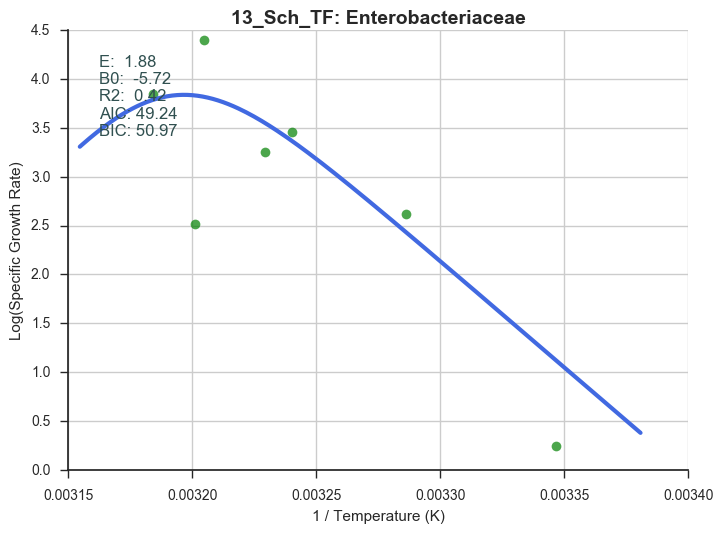 13_Sch_TF: Enterobacteriaceae
E:  1.88
B0:  -5.72
R2:  0.42
AIC: 49.24
BIC: 50.97
Log(Specific Growth Rate)
4.5
4.0
3.5
3.0
2.5
2.0
1.5
1.0
0.5
0.0
0.00315 0.00320 0.00325 0.00330 0.00335 0.00340
1 / Temperature (K)